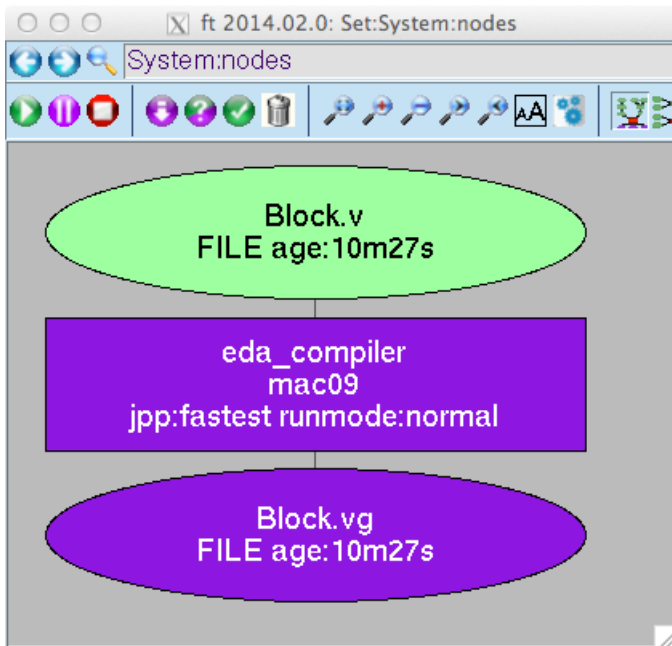 ft 2014.02.0: Set:System:nodes
System:nodes
AA
Block.v
FILE age:10m27s
eda_compiler
mac09
jpp:fastest runmode:normal
Block.vg
FILE age:10m27s